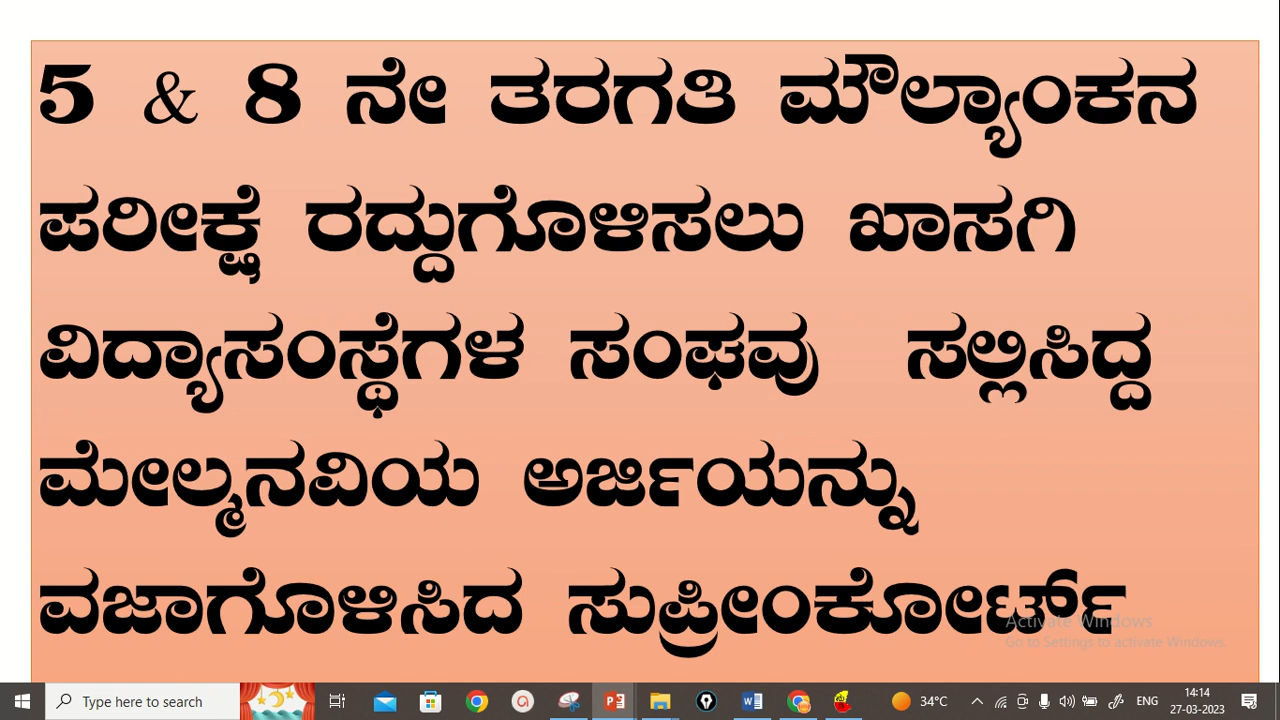 5 & 8 ನೇ ತರಗತಿ ಮೌಲ್ಯಾಂಕನ
ಪರೀಕ್ಷೆ ರದ್ದುಗೊಳಿಸಲು ಖಾಸಗಿ
ವಿದ್ಯಾಸಂಸ್ಥೆಗಳ ಸಂಘವು ಸಲ್ಲಿಸಿದ್ದ
ಮೇಲ್ಮನವಿಯ ಅರ್ಜಿಯನ್ನು
ವಜಾಗೊಳಿಸಿದ ಸುಪ್ರೀಂಕೋರ್ಟ್
Activate Windows
Go to Settings to activate Windows.
Type here to search
34°C
ENG
14:14
27-03-2023